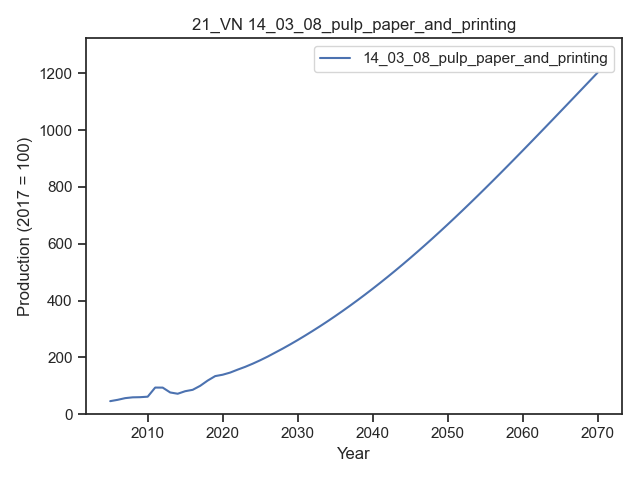 21_VN 14_03_08_pulp_paper_and_printing
14_03_08_pulp_paper_and_printing
Production (2017 = 100)
1200
1000
800
600
400
200
0
2010 2020 2030 2040 2050 2060 2070
Year